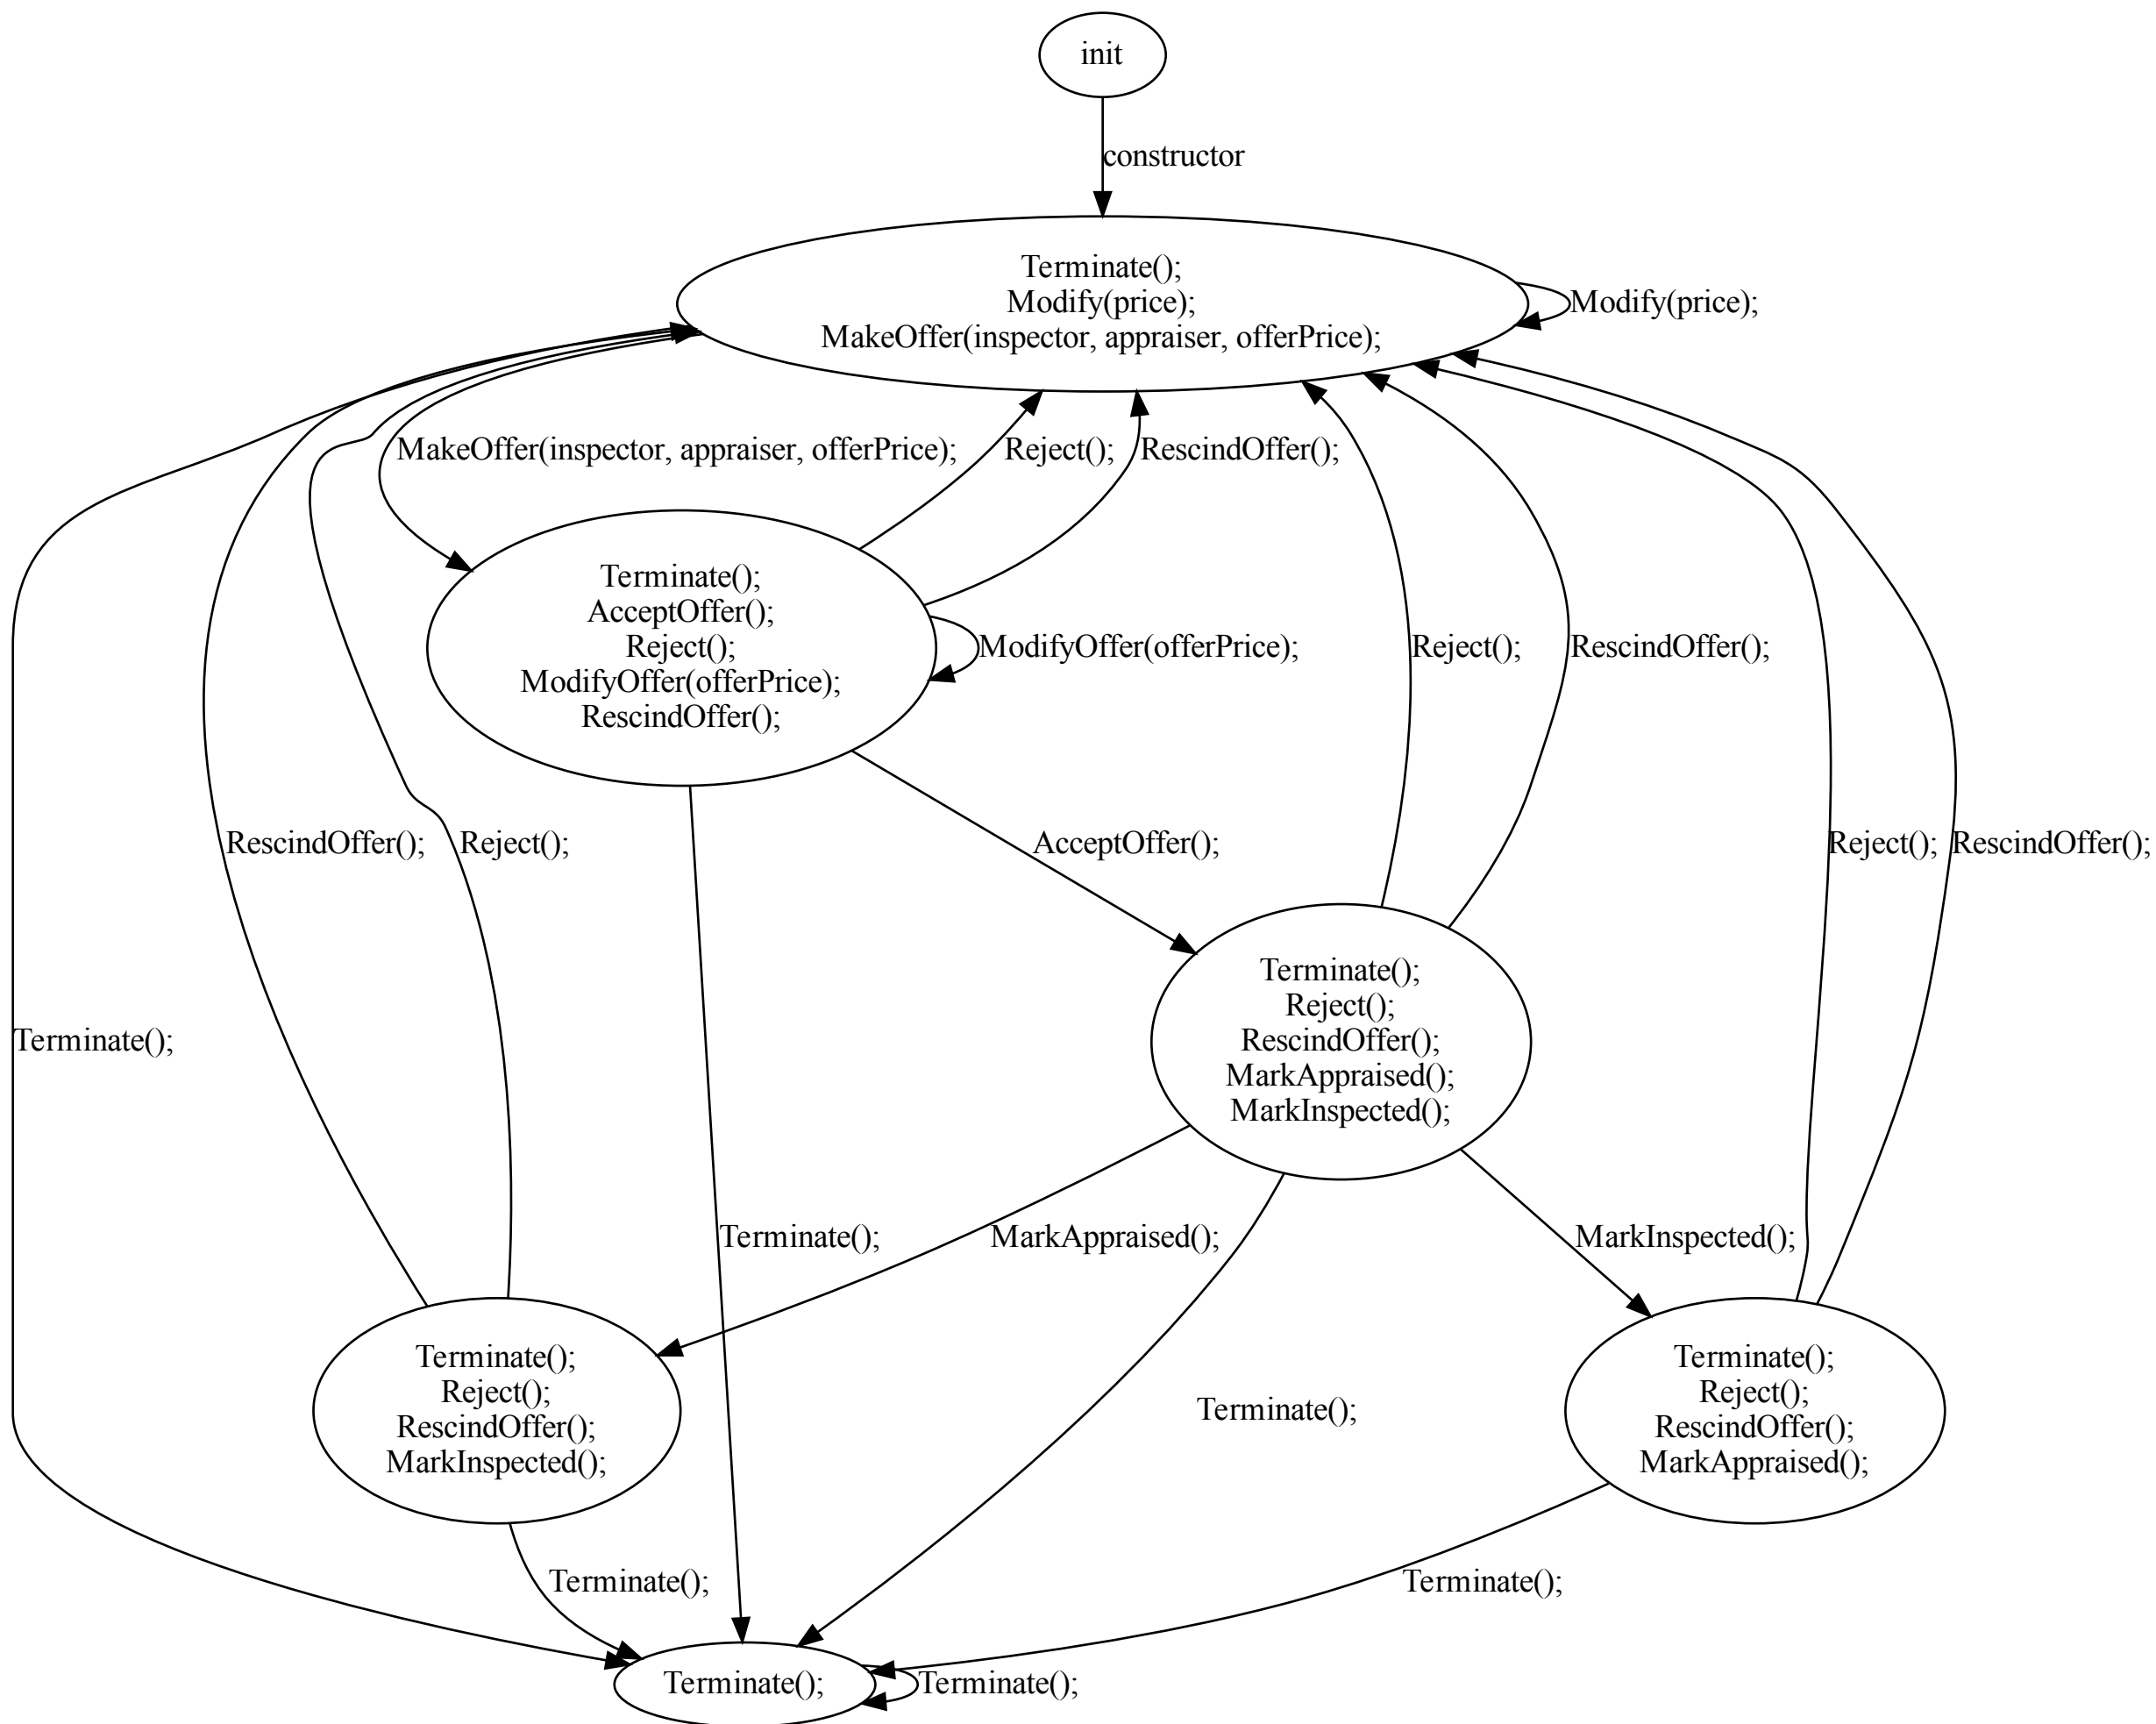 init
constructor
Terminate();
Modify(price);
MakeOffer(inspector, appraiser, offerPrice);
Modify(price);
MakeOffer(inspector, appraiser, offerPrice);
Reject();
RescindOffer();
Terminate();
AcceptOffer();
Reject();
ModifyOffer(offerPrice);
RescindOffer();
ModifyOffer(offerPrice);
Reject();
RescindOffer();
RescindOffer();
Reject();
AcceptOffer();
Reject();
RescindOffer();
Terminate();
Terminate();
Reject();
RescindOffer();
MarkAppraised();
MarkInspected();
Terminate();
MarkAppraised();
MarkInspected();
Terminate();
Reject();
RescindOffer();
MarkInspected();
Terminate();
Terminate();
Reject();
RescindOffer();
MarkAppraised();
Terminate();
Terminate();
Terminate();
Terminate();